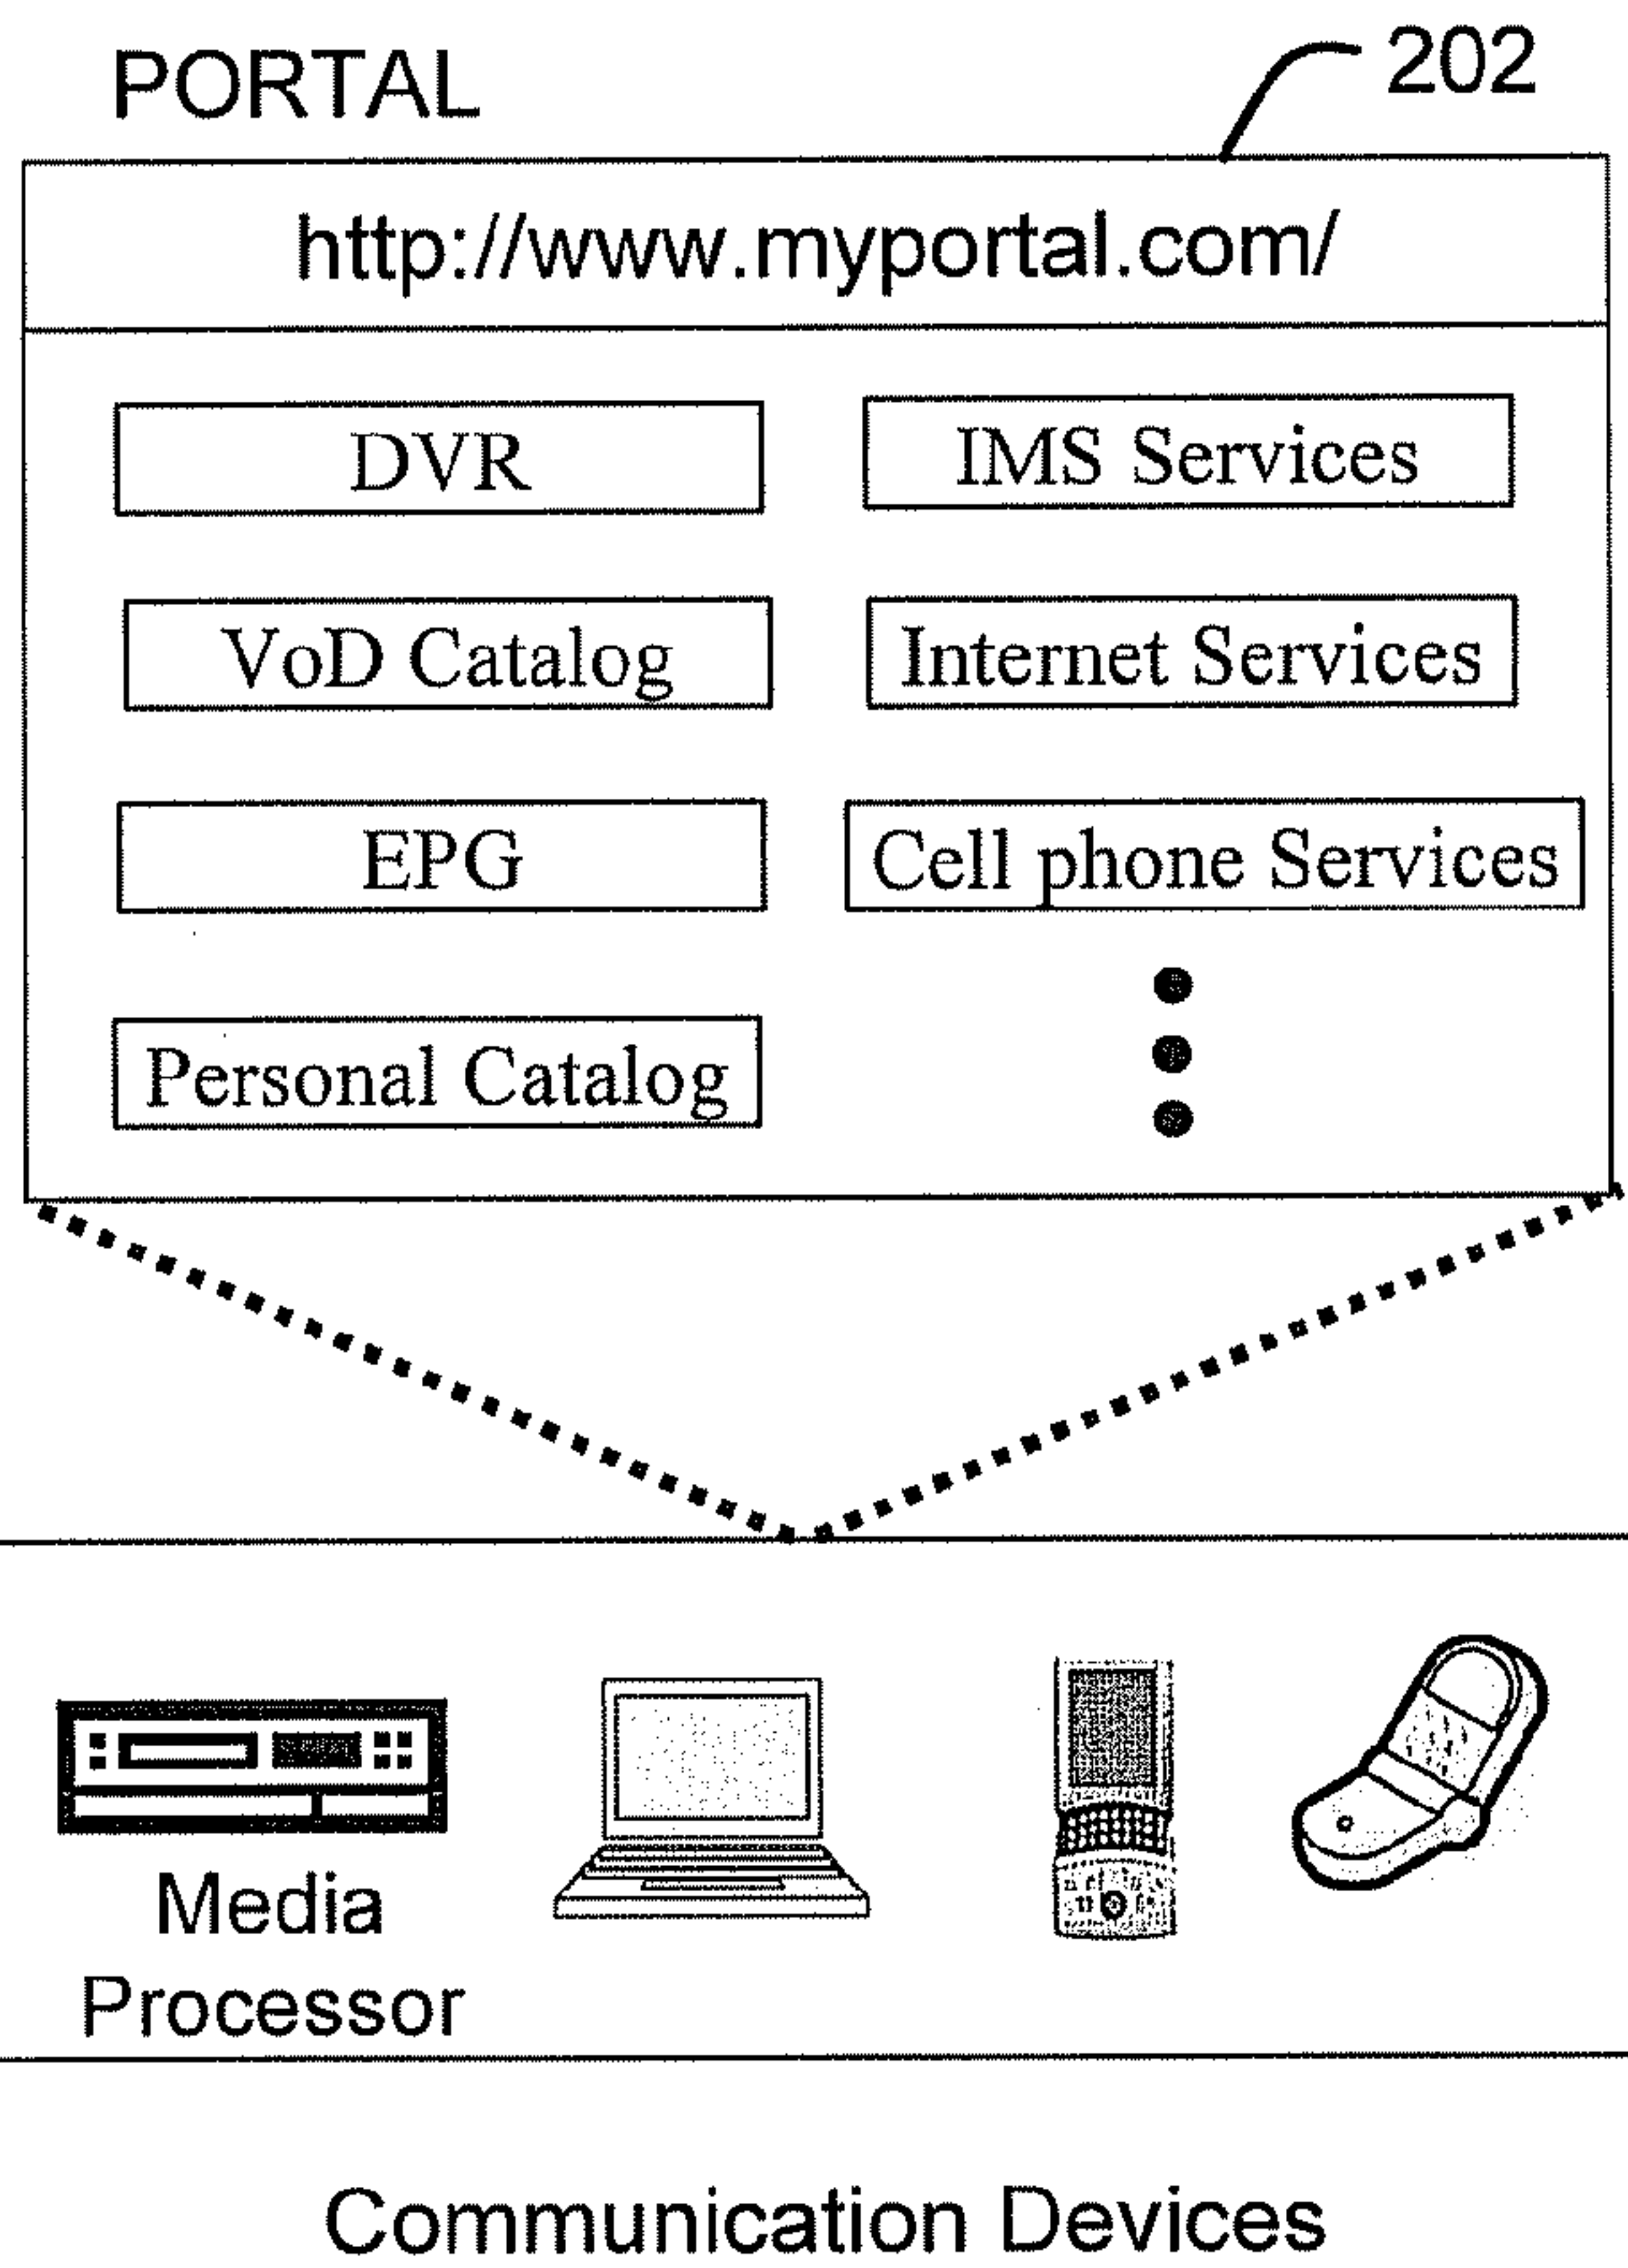 PORTAL
202
http://www.myportal.com/
DVR
IMS Services
VoD Catalog
Internet Services
EPG
Cell phone Services
Personal Catalog
Media
Processor
Communication Devices